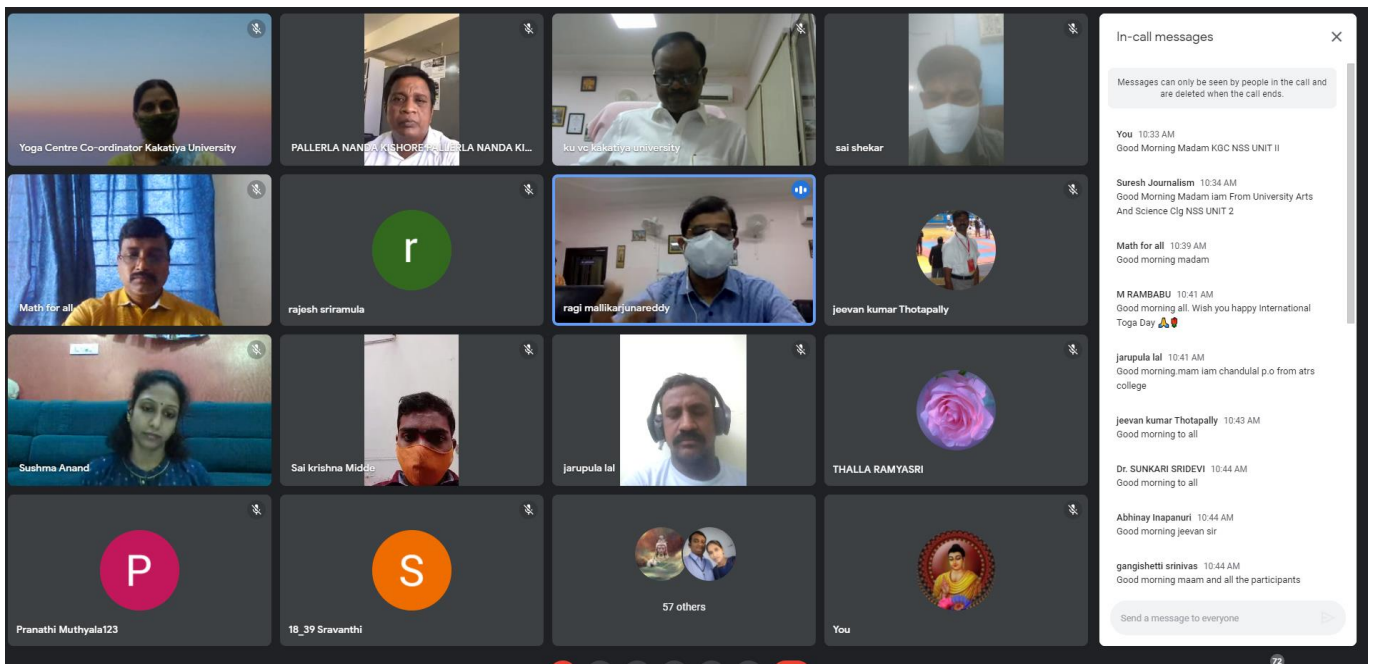 Yoga Centre Co-ordinator Kakatiya University
PALLERLA NANDA KISHORE PALLERLA NANDA KI...
ku vc kakatiya university
sai shekar
Math for all
r
rajesh sriramula
ragi mallikarjunareddy
jeevan kumar Thotapally
Sushma Anand
Sai krishna Midde
jarupula lal
THALLA RAMYASRI
P
Pranathi Muthyala123
S
18_39 Sravanthi
57 others
You
In-call messages
Messages can only be seen by people in the call and
are deleted when the call ends.
You 10:33 AM
Good Morning Madam KGC NSS UNIT II
Suresh Journalism 10:34 AM
Good Morning Madam iam From University Arts
And Science Clg NSS UNIT 2
Math for all 10:39 AM
Good morning madam
M RAMBABU 10:41 AM
Good morning all. Wish you happy International
Toga Day 🙏🌹
jarupula lal 10:41 AM
Good morning.mam iam chandulal p.o from atrs
college
jeevan kumar Thotapally 10:43 AM
Good morning to all
Dr. SUNKARI SRIDEVI 10:44 AM
Good morning to all
Abhinay Inapanuri 10:44 AM
Good morning jeevan sir
gangishetti srinivas 10:44 AM
Good morning maam and all the participants
Send a message to everyone
72